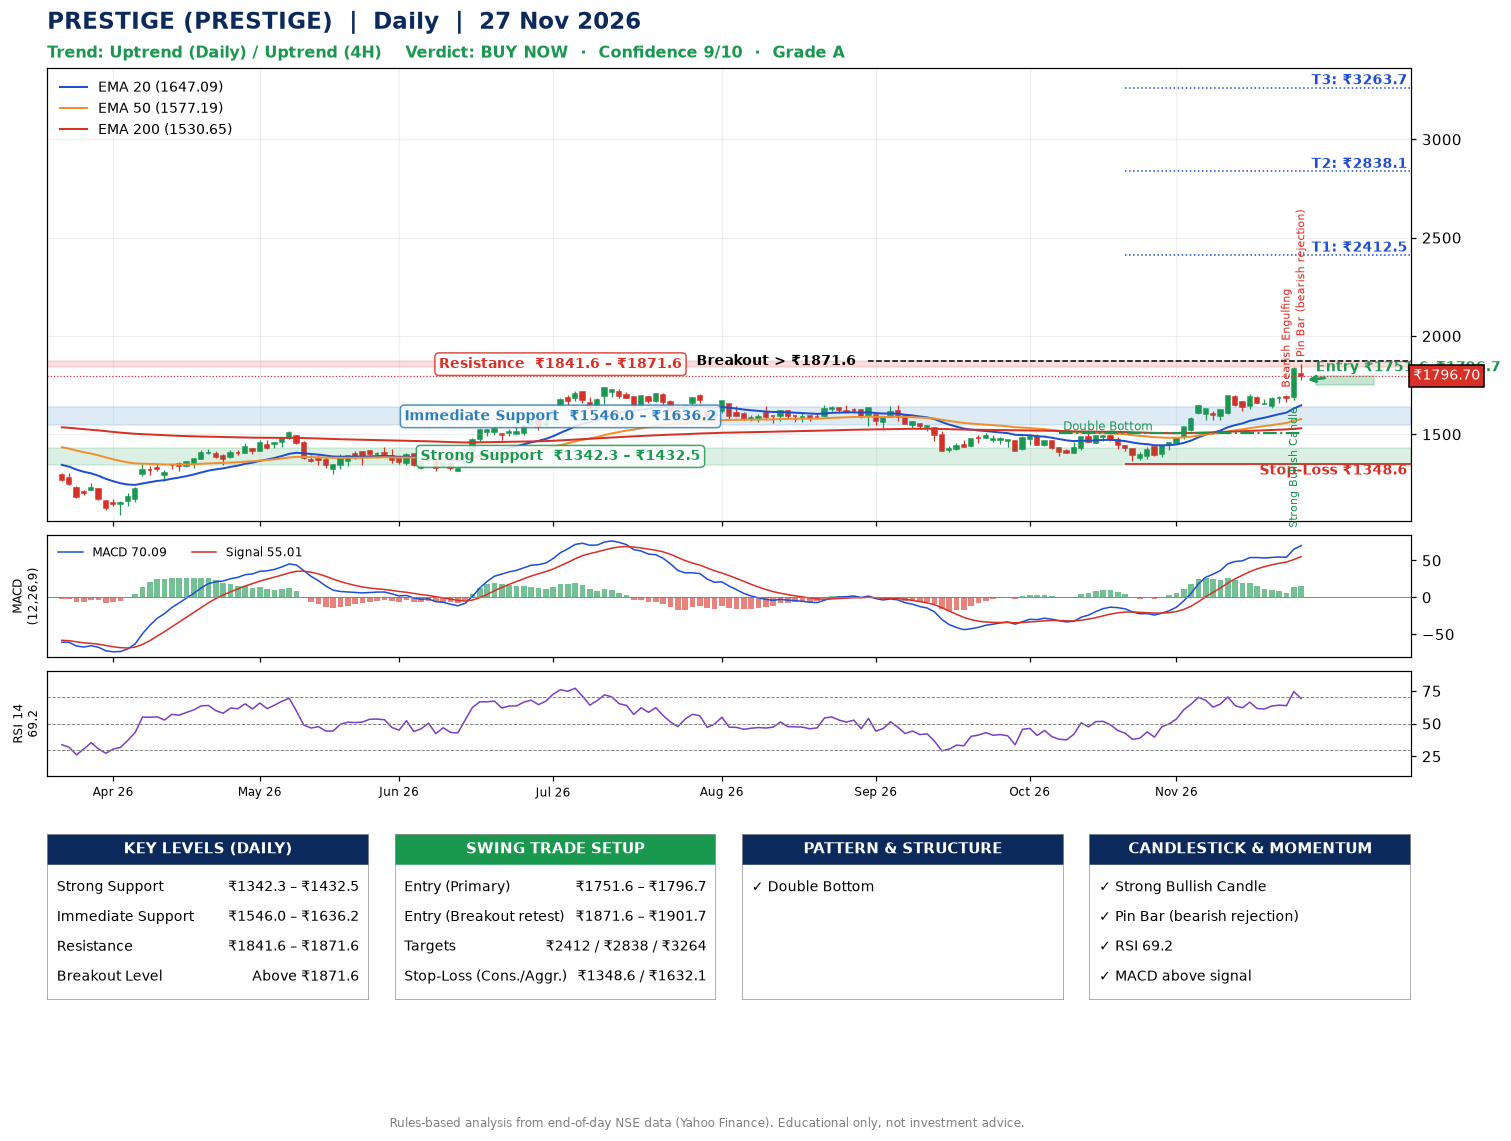 PRESTIGE (PRESTIGE) | Daily | 27 Nov 2026
Trend: Uptrend (Daily) / Uptrend (4H) Verdict: BUY NOW · Confidence 9/10 · Grade A
EMA 20 (1647.09)
EMA 50 (1577.19)
EMA 200 (1530.65)
T3: ₹3263.7
3000
T2: ₹2838.1
2500
T1: ₹2412.5
Bearish Engulfing
Pin Bar (bearish rejection)
2000
Resistance ₹1841.6 – ₹1871.6
Breakout > ₹1871.6
₹1796.70
Immediate Support ₹1546.0 – ₹1636.2
Double Bottom
1500
Strong Support ₹1342.3 – ₹1432.5
Stop-Loss ₹1348.6
Strong Bullish Candle
MACD 70.09 Signal 55.01
MACD
(12,26,9)
50
0
−50
RSI 14
69.2
75
50
25
Apr 26 May 26 Jun 26 Jul 26 Aug 26 Sep 26 Oct 26 Nov 26
KEY LEVELS (DAILY)
Strong Support ₹1342.3 – ₹1432.5
Immediate Support ₹1546.0 – ₹1636.2
Resistance ₹1841.6 – ₹1871.6
Breakout Level Above ₹1871.6
SWING TRADE SETUP
Entry (Primary) ₹1751.6 – ₹1796.7
Entry (Breakout retest) ₹1871.6 – ₹1901.7
Targets ₹2412 / ₹2838 / ₹3264
Stop-Loss (Cons./Aggr.) ₹1348.6 / ₹1632.1
PATTERN & STRUCTURE
✓ Double Bottom
CANDLESTICK & MOMENTUM
✓ Strong Bullish Candle
✓ Pin Bar (bearish rejection)
✓ RSI 69.2
✓ MACD above signal
Rules-based analysis from end-of-day NSE data (Yahoo Finance). Educational only, not investment advice.